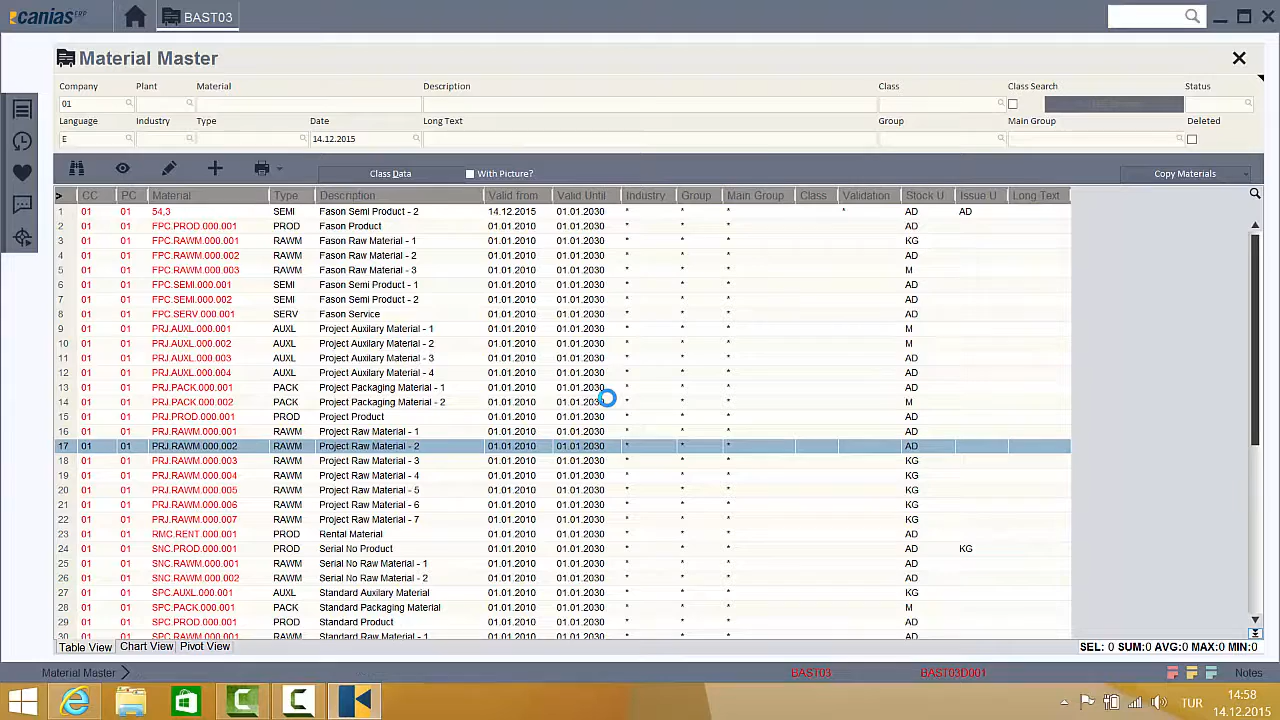 canias ERP BAST03
Material Master
Company Plant Material Description Class Class Search Status
01
Language Industry Type Date Long Text Group Main Group Deleted
E 14.12.2015
Class Data With Picture? Copy Materials
> CC PC Material Type Description Valid from Valid Until Industry Group Main Group Class Validation Stock U Issue U Long Text
1 01 01 54,3 SEMI Fason Semi Product - 2 14.12.2015 01.01.2030 * * * * AD AD
2 01 01 FPC.PROD.000.001 PROD Fason Product 01.01.2010 01.01.2030 * * * AD
3 01 01 FPC.RAWM.000.001 RAWM Fason Raw Material - 1 01.01.2010 01.01.2030 * * * KG
4 01 01 FPC.RAWM.000.002 RAWM Fason Raw Material - 2 01.01.2010 01.01.2030 * * * AD
5 01 01 FPC.RAWM.000.003 RAWM Fason Raw Material - 3 01.01.2010 01.01.2030 * * * M
6 01 01 FPC.SEMI.000.001 SEMI Fason Semi Product - 1 01.01.2010 01.01.2030 * * * AD
7 01 01 FPC.SEMI.000.002 SEMI Fason Semi Product - 2 01.01.2010 01.01.2030 * * * AD
8 01 01 FPC.SERV.000.001 SERV Fason Service 01.01.2010 01.01.2030 * * * AD
9 01 01 PRJ.AUXL.000.001 AUXL Project Auxilary Material - 1 01.01.2010 01.01.2030 * * * M
10 01 01 PRJ.AUXL.000.002 AUXL Project Auxilary Material - 2 01.01.2010 01.01.2030 * * * M
11 01 01 PRJ.AUXL.000.003 AUXL Project Auxilary Material - 3 01.01.2010 01.01.2030 * * * AD
12 01 01 PRJ.AUXL.000.004 AUXL Project Auxilary Material - 4 01.01.2010 01.01.2030 * * * AD
13 01 01 PRJ.PACK.000.001 PACK Project Packaging Material - 1 01.01.2010 01.01.2030 * * * AD
14 01 01 PRJ.PACK.000.002 PACK Project Packaging Material - 2 01.01.2010 01.01.2030 * * * M
15 01 01 PRJ.PROD.000.001 PROD Project Product 01.01.2010 01.01.2030 * * * AD
16 01 01 PRJ.RAWM.000.001 RAWM Project Raw Material - 1 01.01.2010 01.01.2030 * * * AD
17 01 01 PRJ.RAWM.000.002 RAWM Project Raw Material - 2 01.01.2010 01.01.2030 * * * AD
18 01 01 PRJ.RAWM.000.003 RAWM Project Raw Material - 3 01.01.2010 01.01.2030 * * * KG
19 01 01 PRJ.RAWM.000.004 RAWM Project Raw Material - 4 01.01.2010 01.01.2030 * * * KG
20 01 01 PRJ.RAWM.000.005 RAWM Project Raw Material - 5 01.01.2010 01.01.2030 * * * KG
21 01 01 PRJ.RAWM.000.006 RAWM Project Raw Material - 6 01.01.2010 01.01.2030 * * * KG
22 01 01 PRJ.RAWM.000.007 RAWM Project Raw Material - 7 01.01.2010 01.01.2030 * * * KG
23 01 01 RMC.RENT.000.001 PROD Rental Material 01.01.2010 01.01.2030 * * * AD
24 01 01 SNC.PROD.000.001 PROD Serial No Product 01.01.2010 01.01.2030 * * * AD KG
25 01 01 SNC.RAWM.000.001 RAWM Serial No Raw Material - 1 01.01.2010 01.01.2030 * * * AD
26 01 01 SNC.RAWM.000.002 RAWM Serial No Raw Material - 2 01.01.2010 01.01.2030 * * * AD
27 01 01 SPC.AUXL.000.001 AUXL Standard Auxilary Material 01.01.2010 01.01.2030 * * * KG
28 01 01 SPC.PACK.000.001 PACK Standard Packaging Material 01.01.2010 01.01.2030 * * * M
29 01 01 SPC.PROD.000.001 PROD Standard Product 01.01.2010 01.01.2030 * * * AD
30 01 01 SPC.RAWM.000.001 RAWM Standard Raw Material - 1 01.01.2010 01.01.2030 * * * AD
Table View Chart View Pivot View SEL: 0 SUM:0 AVG:0 MAX:0 MIN:0
Material Master BAST03 BAST03D001 Notes
TUR 14:58
14.12.2015